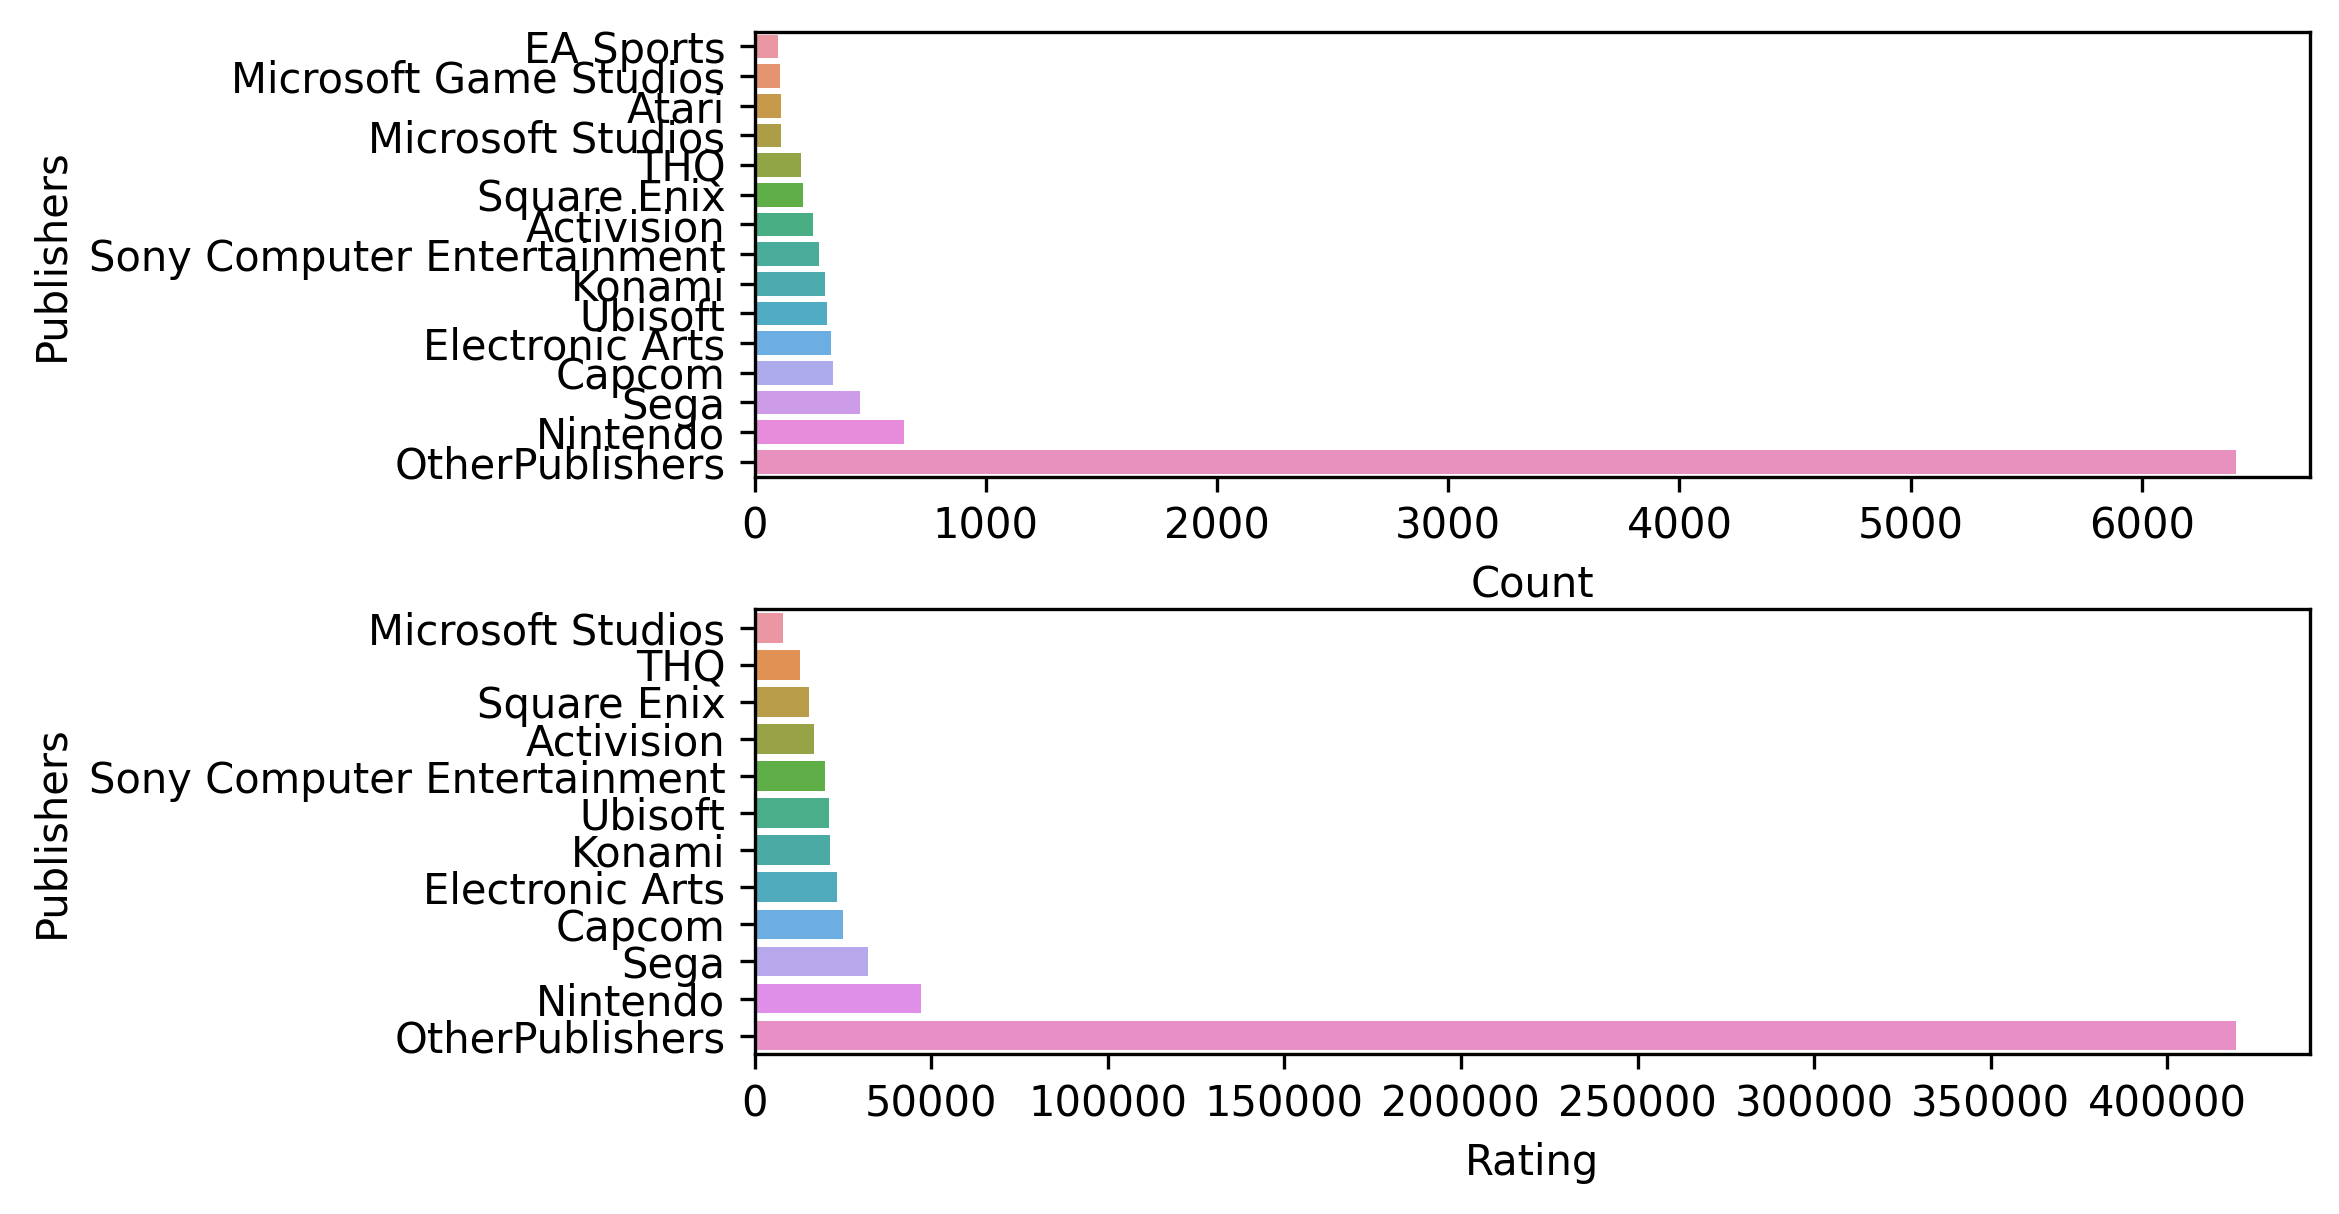 Publishers
EA Sports
Microsoft Game Studios
Atari
Microsoft Studios
THQ
Square Enix
Activision
Sony Computer Entertainment
Konami
Ubisoft
Electronic Arts
Capcom
Sega
Nintendo
OtherPublishers
0 1000 2000 3000 4000 5000 6000
Count
Publishers
Microsoft Studios
THQ
Square Enix
Activision
Sony Computer Entertainment
Ubisoft
Konami
Electronic Arts
Capcom
Sega
Nintendo
OtherPublishers
0 50000 100000 150000 200000 250000 300000 350000 400000
Rating